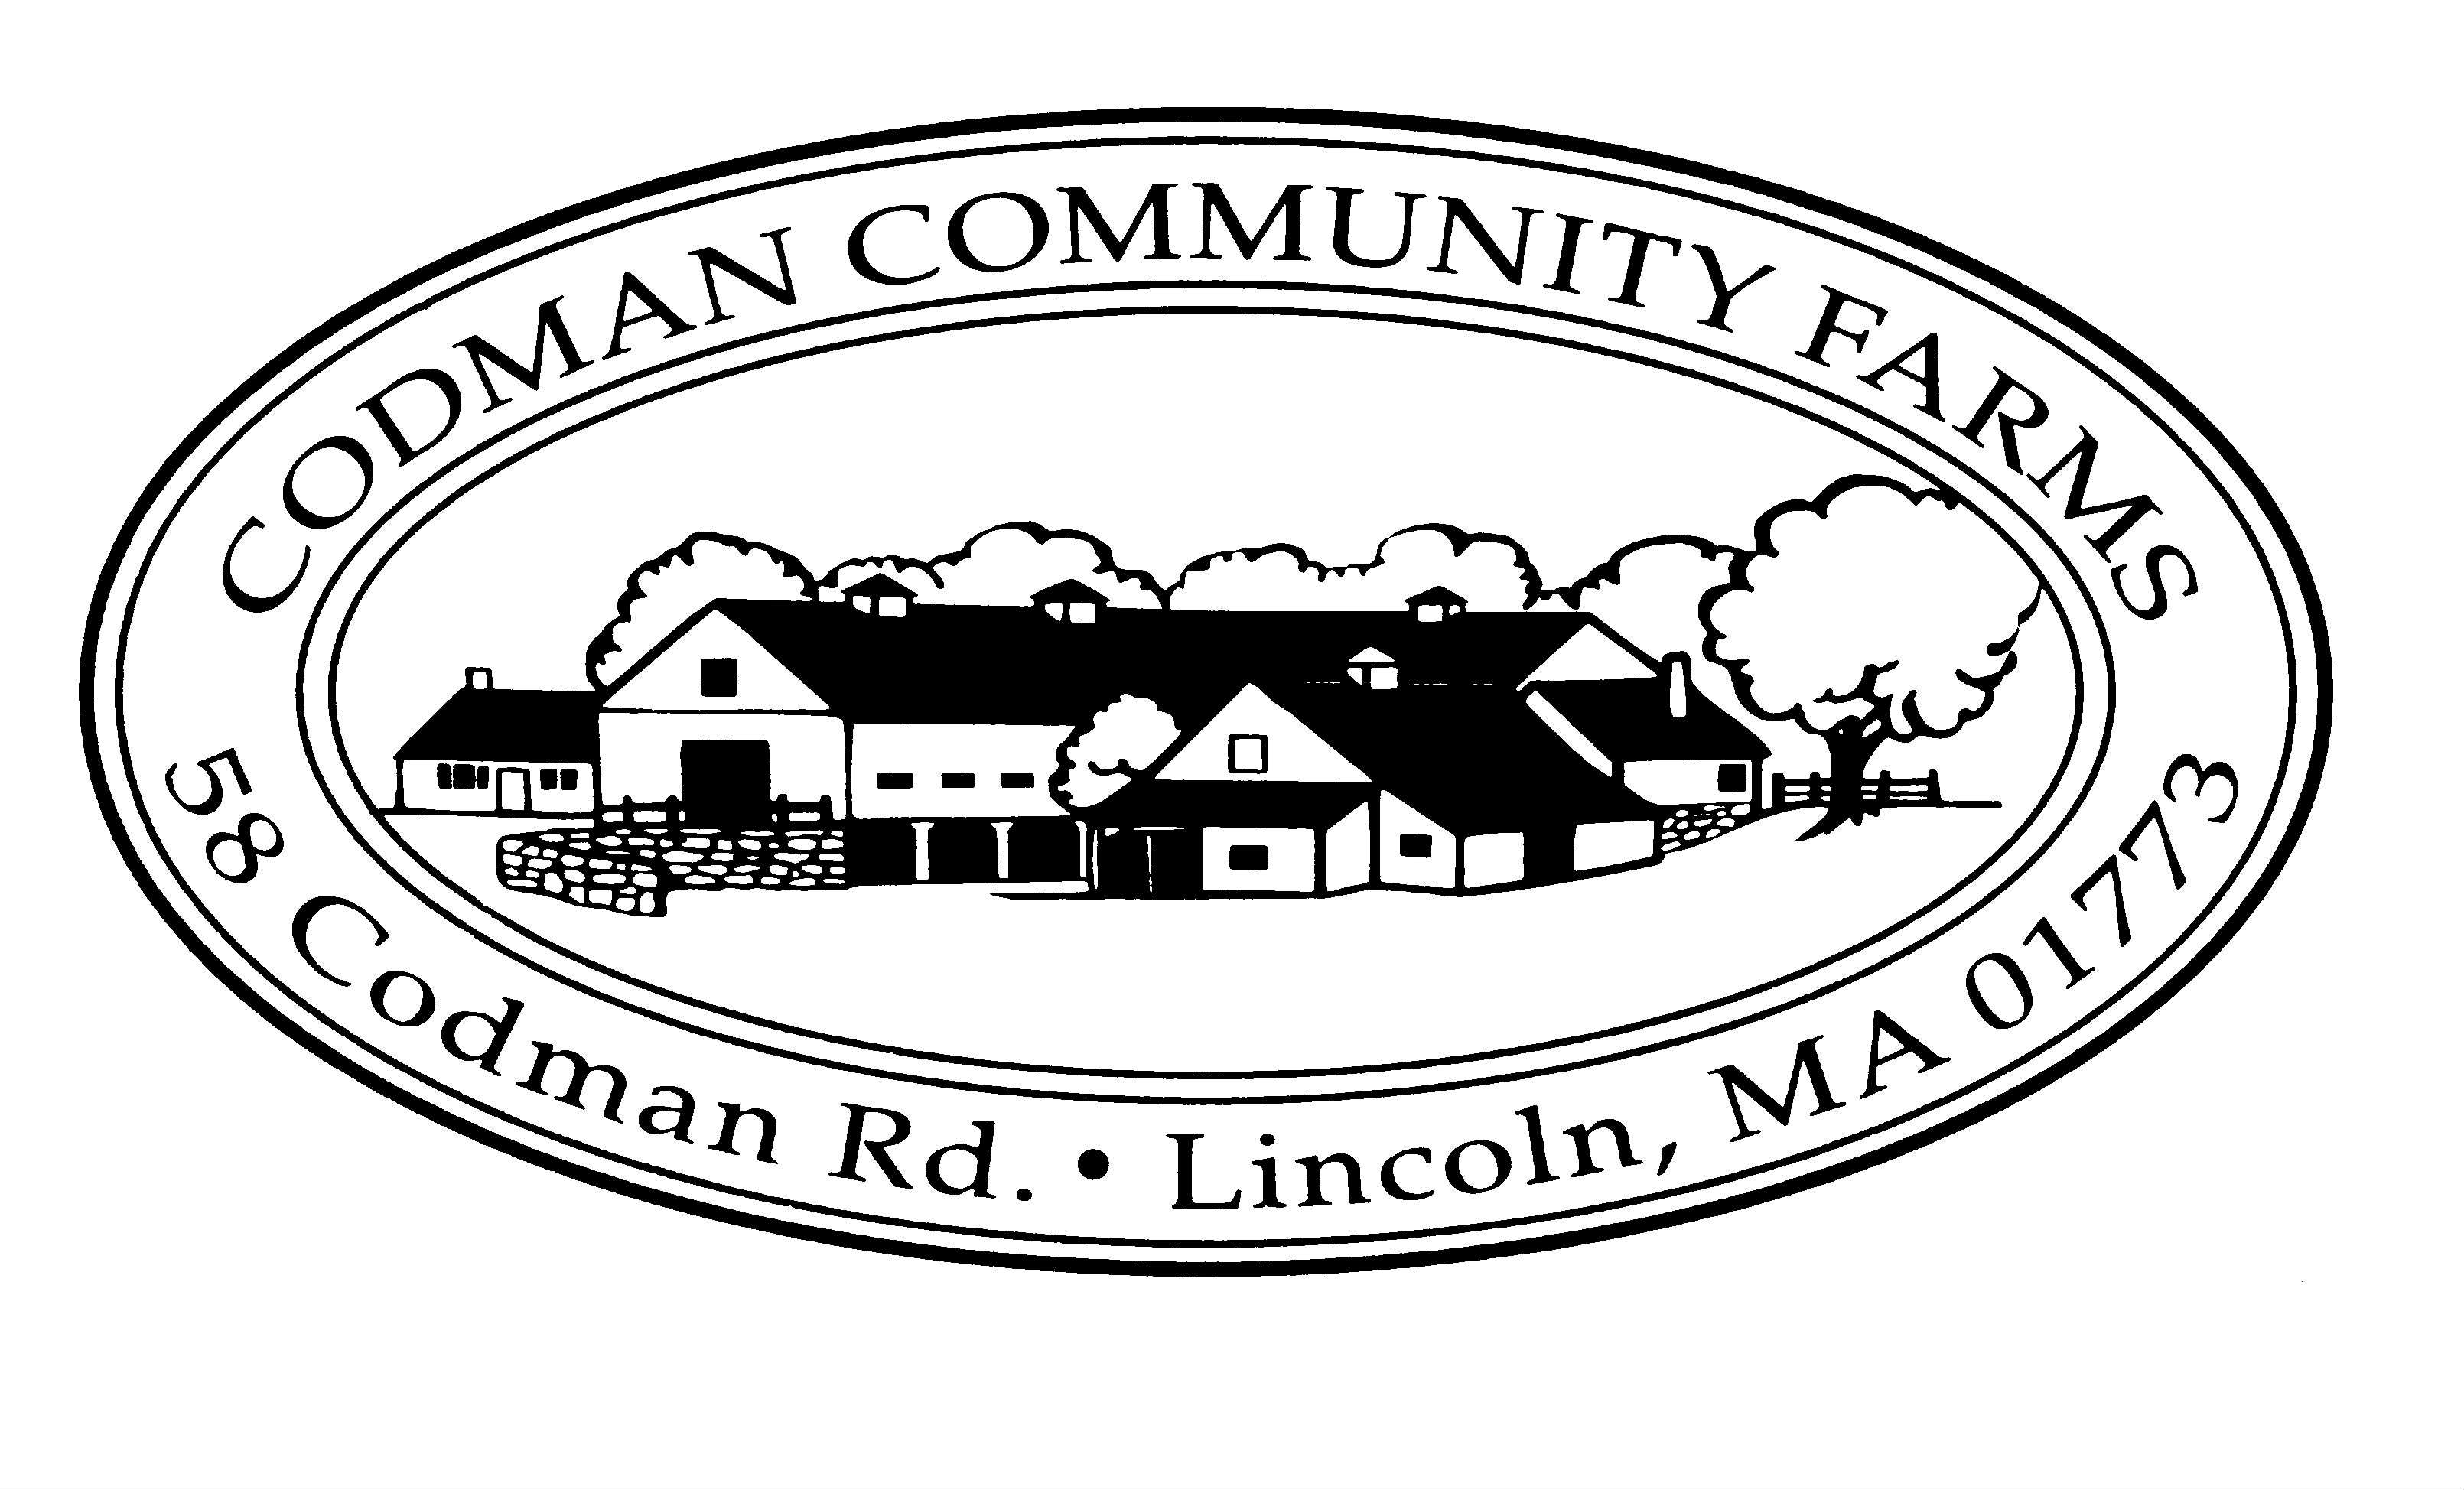 CODMAN COMMUNITY FARMS
58 Codman Rd. • Lincoln, MA 01773